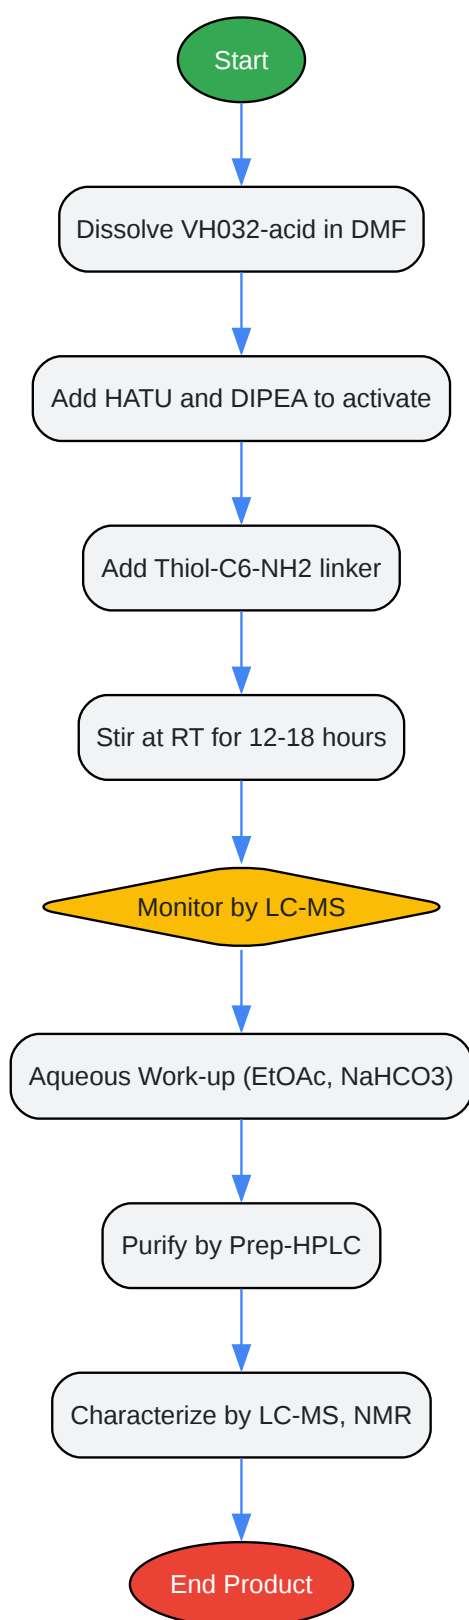 Start
Dissolve VH032-acid in DMF
Add HATU and DIPEA to activate
Add Thiol-C6-NH2 linker
Stir at RT for 12-18 hours
Monitor by LC-MS
Aqueous Work-up (EtOAc, NaHCO3)
Purify by Prep-HPLC
Characterize by LC-MS, NMR
End Product